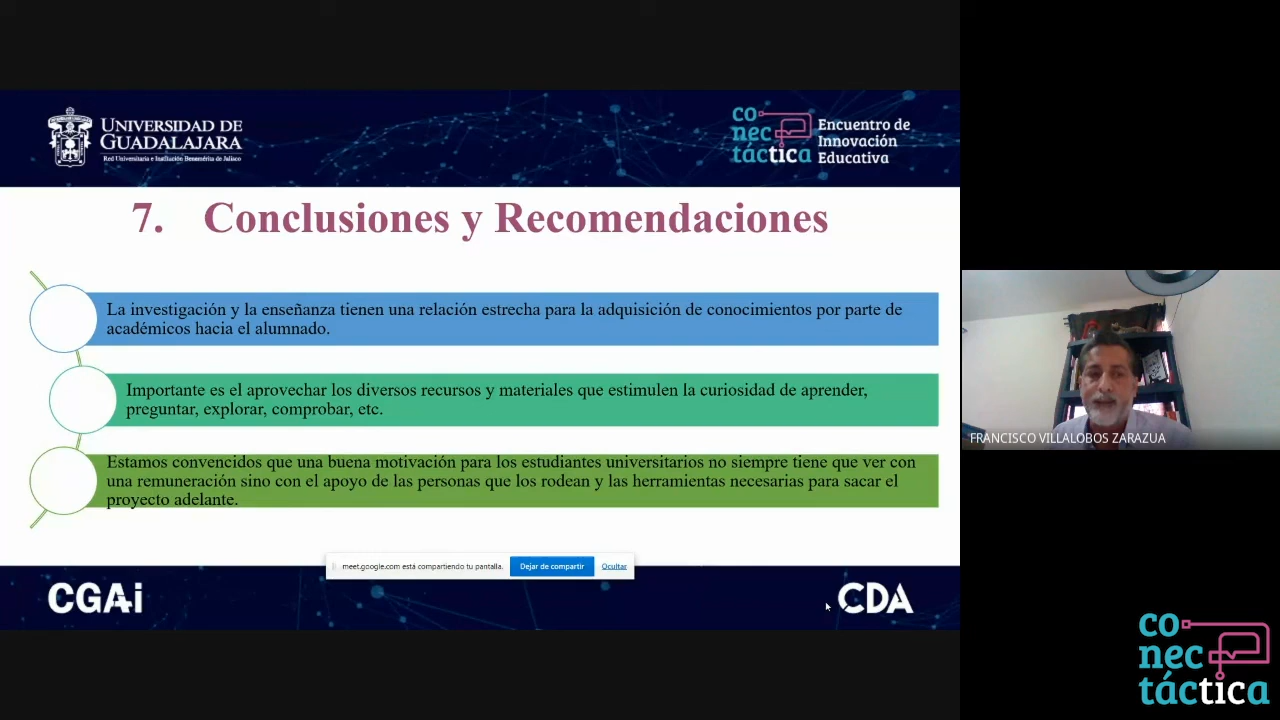 UNIVERSIDAD DE
GUADALAJARA
Red Universitaria e Institución Benemérita de Jalisco
co
nec
táctica
Encuentro de
Innovación
Educativa
7. Conclusiones y Recomendaciones
La investigación y la enseñanza tienen una relación estrecha para la adquisición de conocimientos por parte de
académicos hacia el alumnado.
Importante es el aprovechar los diversos recursos y materiales que estimulen la curiosidad de aprender,
preguntar, explorar, comprobar, etc.
Estamos convencidos que una buena motivación para los estudiantes universitarios no siempre tiene que ver con
una remuneración sino con el apoyo de las personas que los rodean y las herramientas necesarias para sacar el
proyecto adelante.
meet.google.com está compartiendo tu pantalla.
Dejar de compartir
Ocultar
CGAi
CDA
FRANCISCO VILLALOBOS ZARAZUA
co
nec
táctica